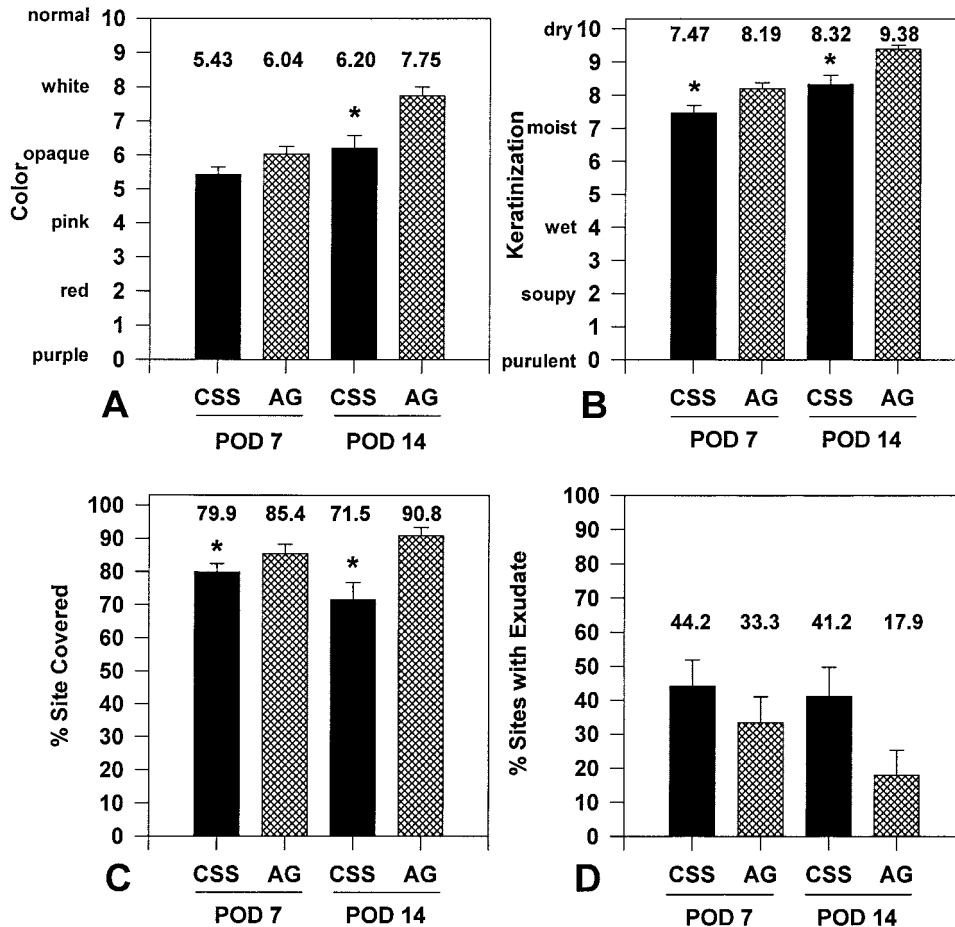 normal
10
9
white
8
7
opaque
6
5
pink
4
3
red
2
1
purple
0
Color
5.43 6.04 6.20 7.75
*
CSS AG CSS AG
POD 7 POD 14
A
dry
10
9
8
moist
7
6
5
wet
4
3
soupy
2
1
purulent
0
Keratinization
7.47 8.19 8.32 9.38
* *
CSS AG CSS AG
POD 7 POD 14
B
100
90
80
70
60
50
40
30
20
10
0
% Site Covered
79.9 85.4 71.5 90.8
* *
CSS AG CSS AG
POD 7 POD 14
C
100
90
80
70
60
50
40
30
20
10
0
% Sites with Exudate
44.2 33.3 41.2 17.9
CSS AG CSS AG
POD 7 POD 14
D